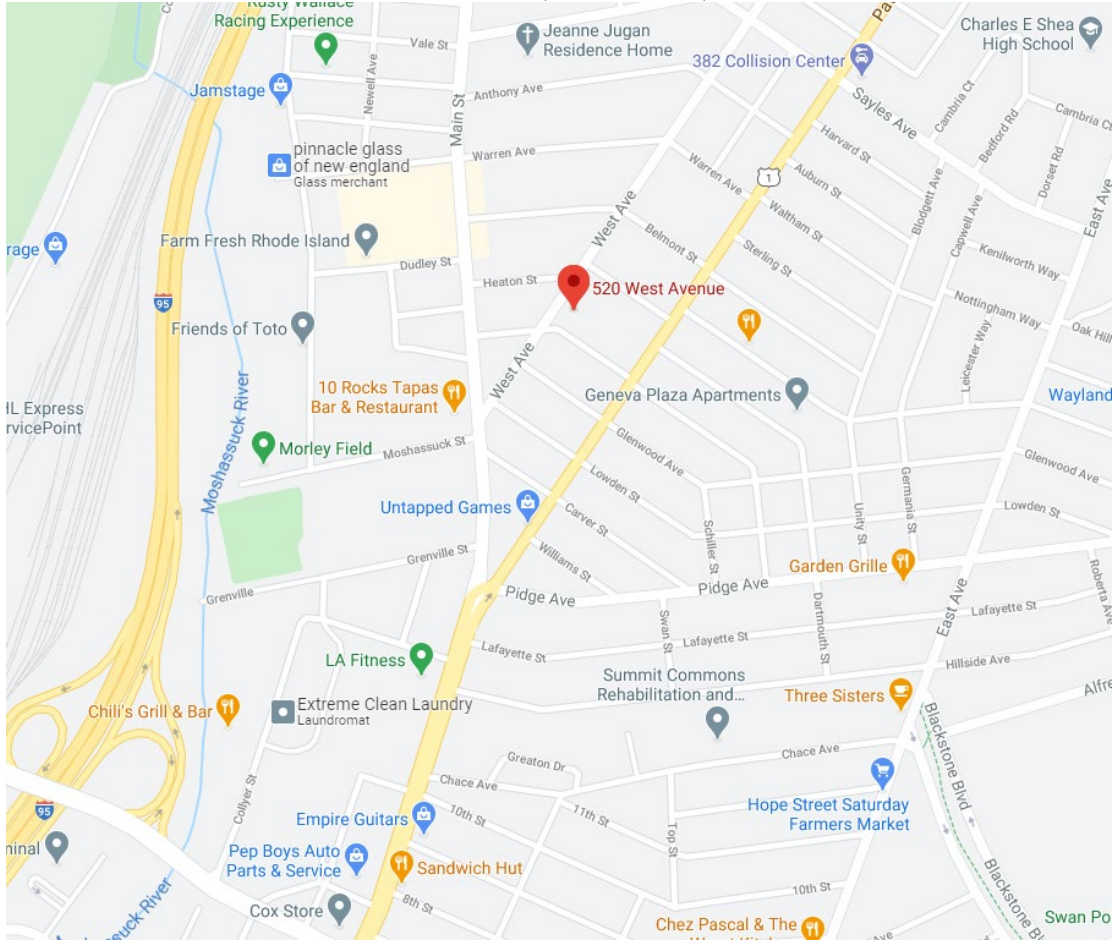 Rusty Wallace
Racing Experience
Vale St
Jeanne Jugan
Residence Home
Charles E Shea
High School
382 Collision Center
Jamstage
Newell Ave
Main St
Anthony Ave
Sayles Ave
Cambria Ct
Bedford Rd
Cambria Ct
Harvard St
pinnacle glass
of new england
Glass merchant
Warren Ave
Warren Ave
1
Auburn St
Dorset Rd
East Ave
Blodgett Ave
Capwell Ave
Waltham St
West Ave
Farm Fresh Rhode Island
Belmont St
Sterling St
Kenilworth Way
Dudley St
Heaton St
520 West Avenue
95
Nottingham Way
Friends of Toto
Oak Hill
Leicester Way
West Ave
10 Rocks Tapas
Bar & Restaurant
Geneva Plaza Apartments
Wayland
HL Express
rvicePoint
Moshassuck River
Morley Field
Moshassuck St
Glenwood Ave
Glenwood Ave
Lowden St
Germania St
Untapped Games
Carver St
Lowden St
Schiller St
Unity St
Grenville St
Williams St
Garden Grille
Roberta Ave
Grenville
Pidge Ave
Pidge Ave
Swan St
Dartmouth St
East Ave
Lafayette St
Lafayette St
LA Fitness
Hillside Ave
Summit Commons
Rehabilitation and...
Three Sisters
Alfre
Chili's Grill & Bar
Extreme Clean Laundry
Laundromat
Blackstone Blvd
Chace Ave
Greaton Dr
Chace Ave
Collyer St
95
Hope Street Saturday
Farmers Market
Empire Guitars
10th St
11th St
Top St
Pep Boys Auto
Parts & Service
Sandwich Hut
Blackstone Blvd
10th St
8th St
Cox Store
Moshassuck River
Chez Pascal & The
Swan Po